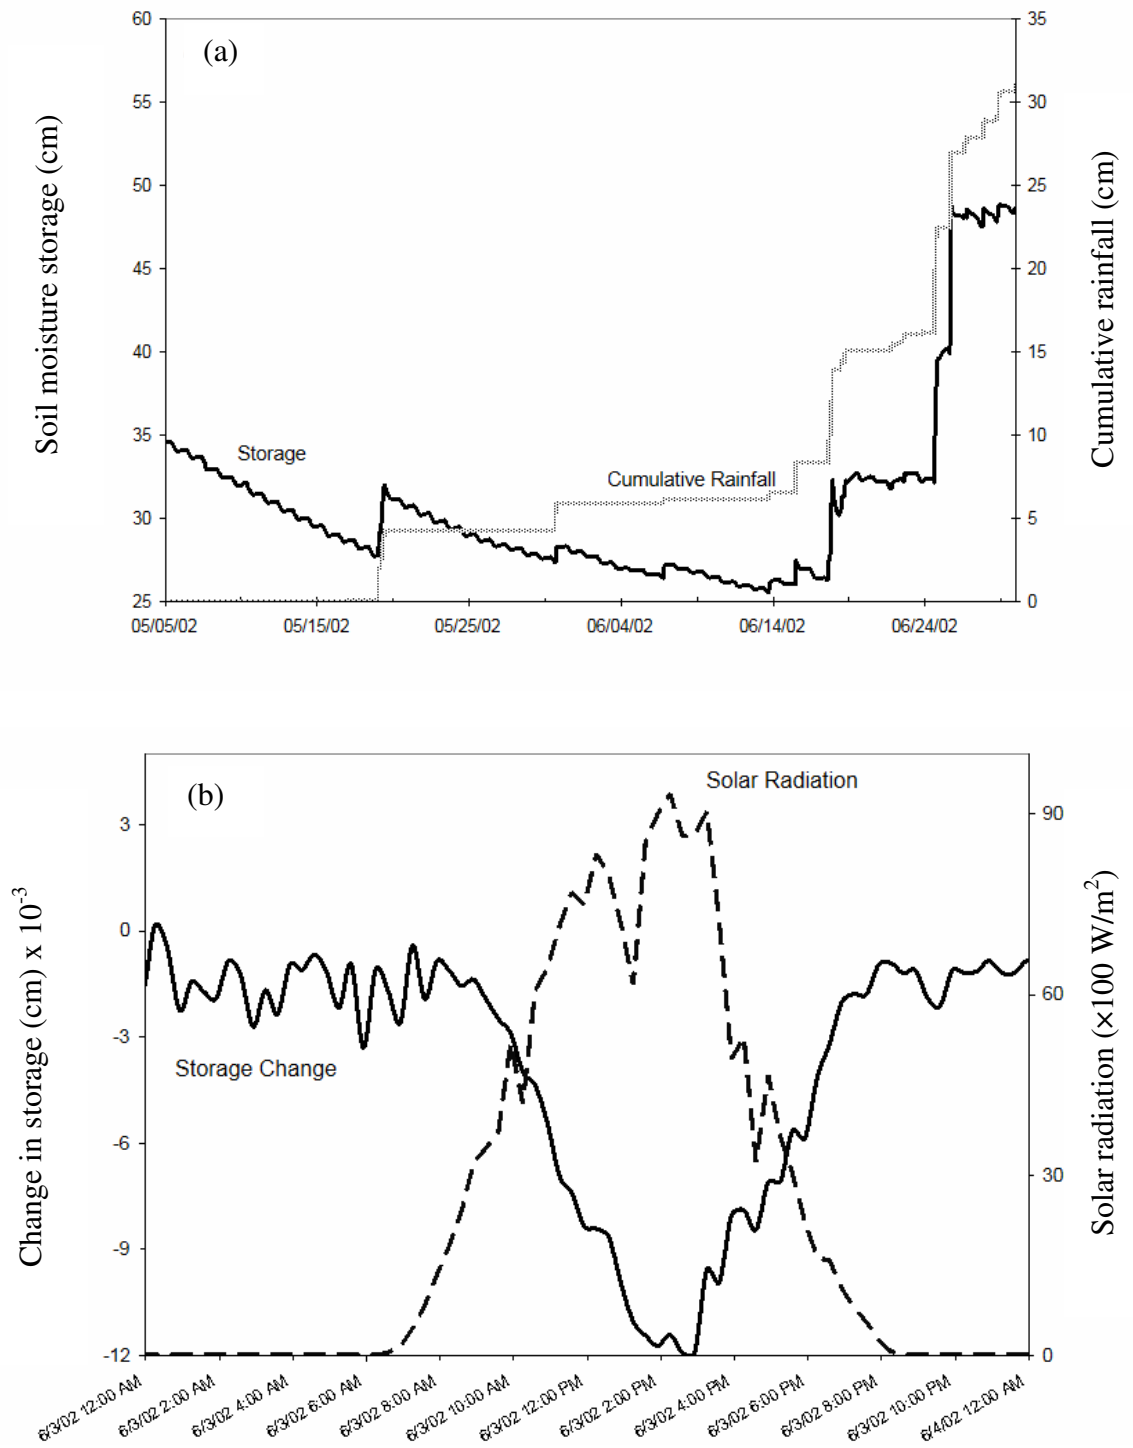 (a)
Soil moisture storage (cm)
60
55
50
45
40
35
30
25
Storage
Cumulative Rainfall
35
30
25
20
15
10
5
0
Cumulative rainfall (cm)
05/05/02
05/15/02
05/25/02
06/04/02
06/14/02
06/24/02
(b)
Solar Radiation
Change in storage (cm) x 10-3
3
0
-3
-6
-9
-12
Storage Change
90
60
30
0
Solar radiation (×100 W/m2)
6/3/02 12:00 AM
6/3/02 2:00 AM
6/3/02 4:00 AM
6/3/02 6:00 AM
6/3/02 8:00 AM
6/3/02 10:00 AM
6/3/02 12:00 PM
6/3/02 2:00 PM
6/3/02 4:00 PM
6/3/02 6:00 PM
6/3/02 8:00 PM
6/3/02 10:00 PM
6/4/02 12:00 AM